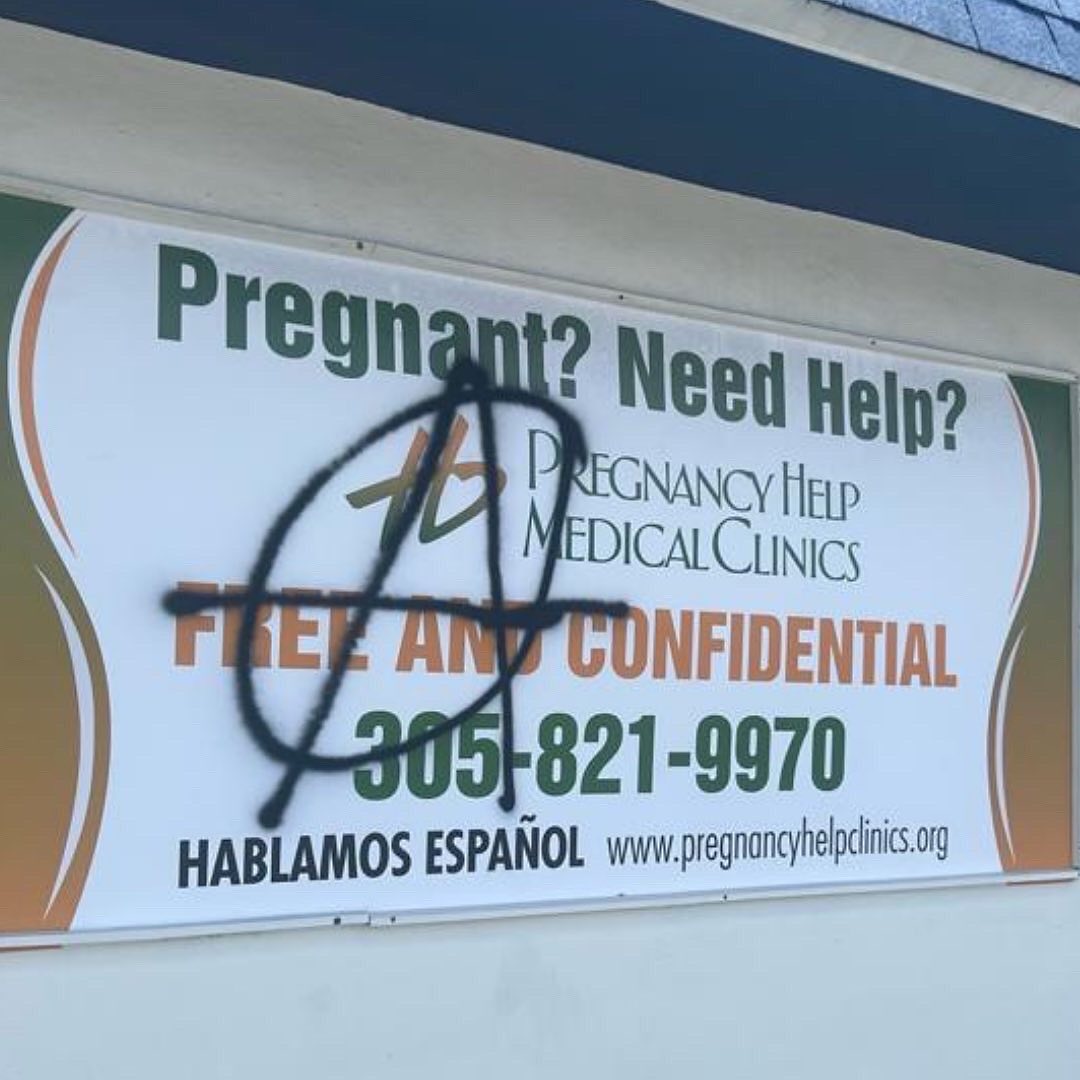 Pregnant? Need Help?
PREGNANCY HELP
MEDICAL CLINICS
FREE AND CONFIDENTIAL
305-821-9970
HABLAMOS ESPAÑOL www.pregnancyhelpclinics.org